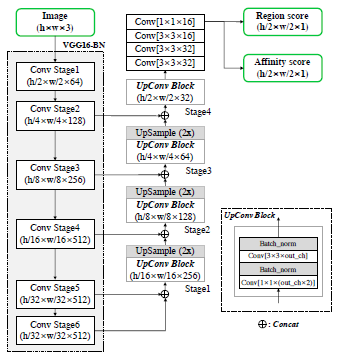 Image
(h×w×3)
VGG16-BN
Conv Stage1
(h/2×w/2×64)
Conv Stage2
(h/4×w/4×128)
Conv Stage3
(h/8×w/8×256)
Conv Stage4
(h/16×w/16×512)
Conv Stage5
(h/32×w/32×512)
Conv Stage6
(h/32×w/32×512)
Conv[1×1×16]
Conv[3×3×16]
Conv[3×3×32]
Conv[3×3×32]
UpConv Block
(h/2×w/2×32)
Stage4
UpSample (2x)
UpConv Block
(h/4×w/4×64)
Stage3
UpSample (2x)
UpConv Block
(h/8×w/8×128)
Stage2
UpSample (2x)
UpConv Block
(h/16×w/16×256)
Stage1
Region score
(h/2×w/2×1)
Affinity score
(h/2×w/2×1)
UpConv Block
Batch_norm
Conv[3×3×out_ch]
Batch_norm
Conv[1×1×(out_ch×2)]
⊕: Concat